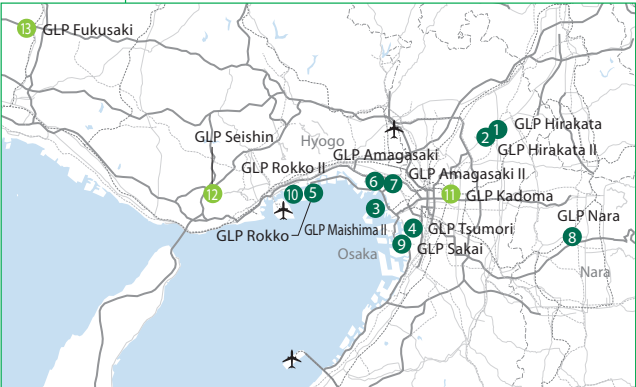 13 GLP Fukusaki
1 GLP Hirakata
2 GLP Hirakata II
GLP Seishin
Hyogo
GLP Amagasaki
GLP Rokko II
6 7 GLP Amagasaki II
12
10 5
11 GLP Kadoma
3
GLP Nara
GLP Rokko
GLP Maishima II
4 GLP Tsumori
8
9 GLP Sakai
Osaka
Nara